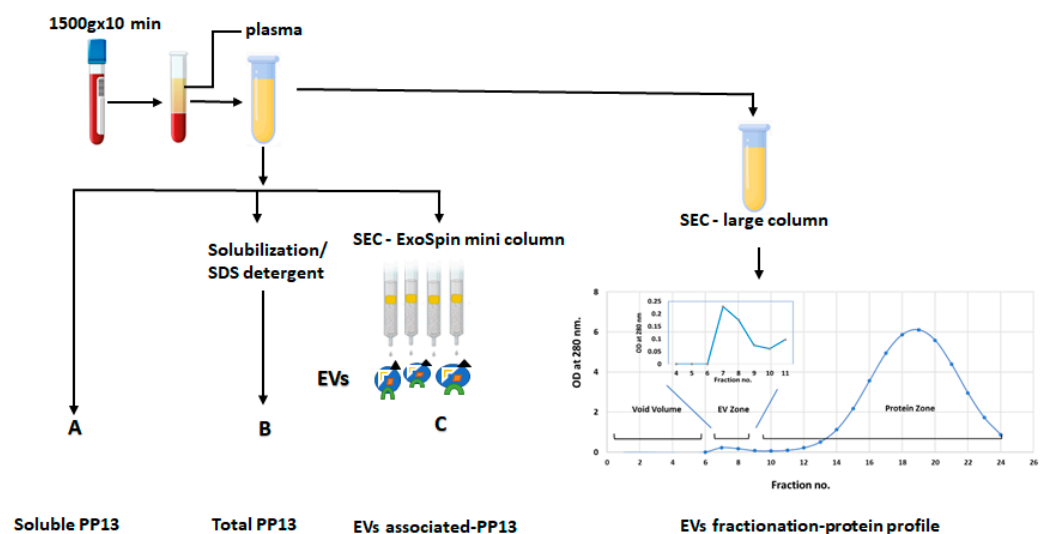 1500gx10 min
plasma
Solubilization/
SDS detergent
SEC - ExoSpin mini column
EVs
A
B
C
Soluble PP13
Total PP13
EVs associated-PP13
SEC - large column
8
6
4
2
0
OD at 280 nm.
0.25
0.2
0.15
0.1
0.05
0
OD at 280 nm
4 5 6 7 8 9 10 11
Fraction no.
Void Volume
EV Zone
Protein Zone
0 2 4 6 8 10 12 14 16 18 20 22 24 26
Fraction no.
EVs fractionation-protein profile